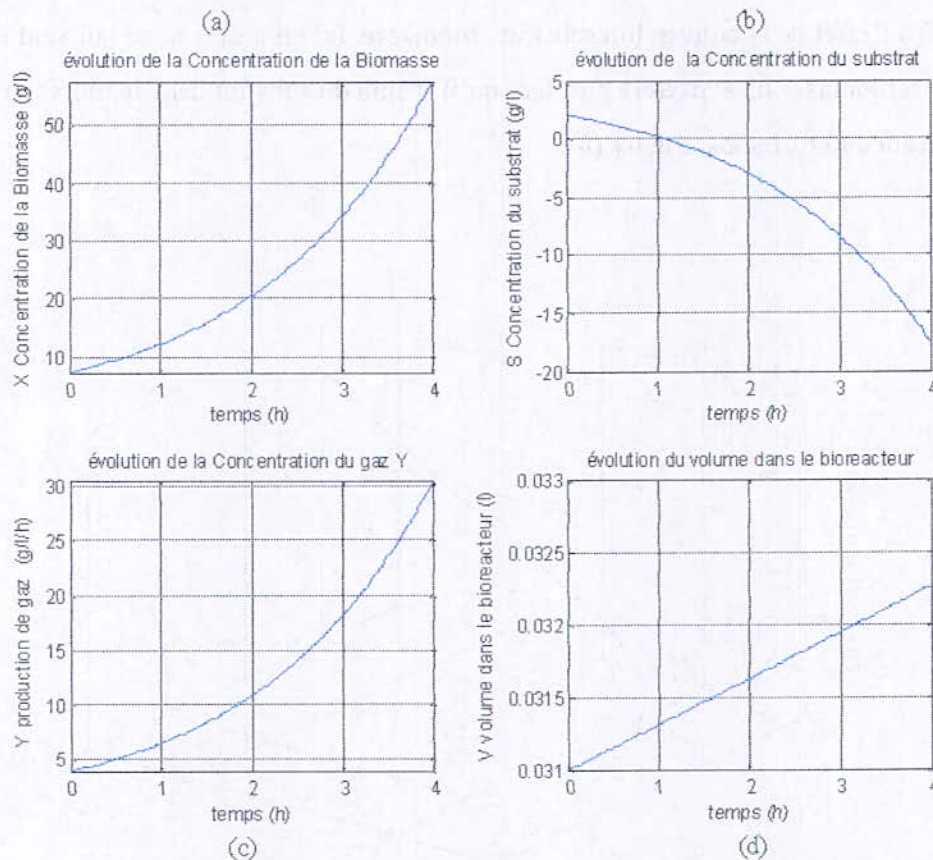 (a)
(b)
évolution de la Concentration de la Biomasse
X Concentration de la Biomasse (g/l)
50
40
30
20
10
0
1
2
3
4
temps (h)
évolution de la Concentration du substrat
S Concentration du substrat (g/l)
5
0
-5
-10
-15
-20
0
1
2
3
4
temps (h)
évolution de la Concentration du gaz Y
Y production de gaz (g/l/h)
30
25
20
15
10
5
0
1
2
3
4
temps (h)
évolution du volume dans le bioreacteur
V volume dans le bioreacteur (l)
0.033
0.0325
0.032
0.0315
0.031
0
1
2
3
4
temps (h)
(c)
(d)